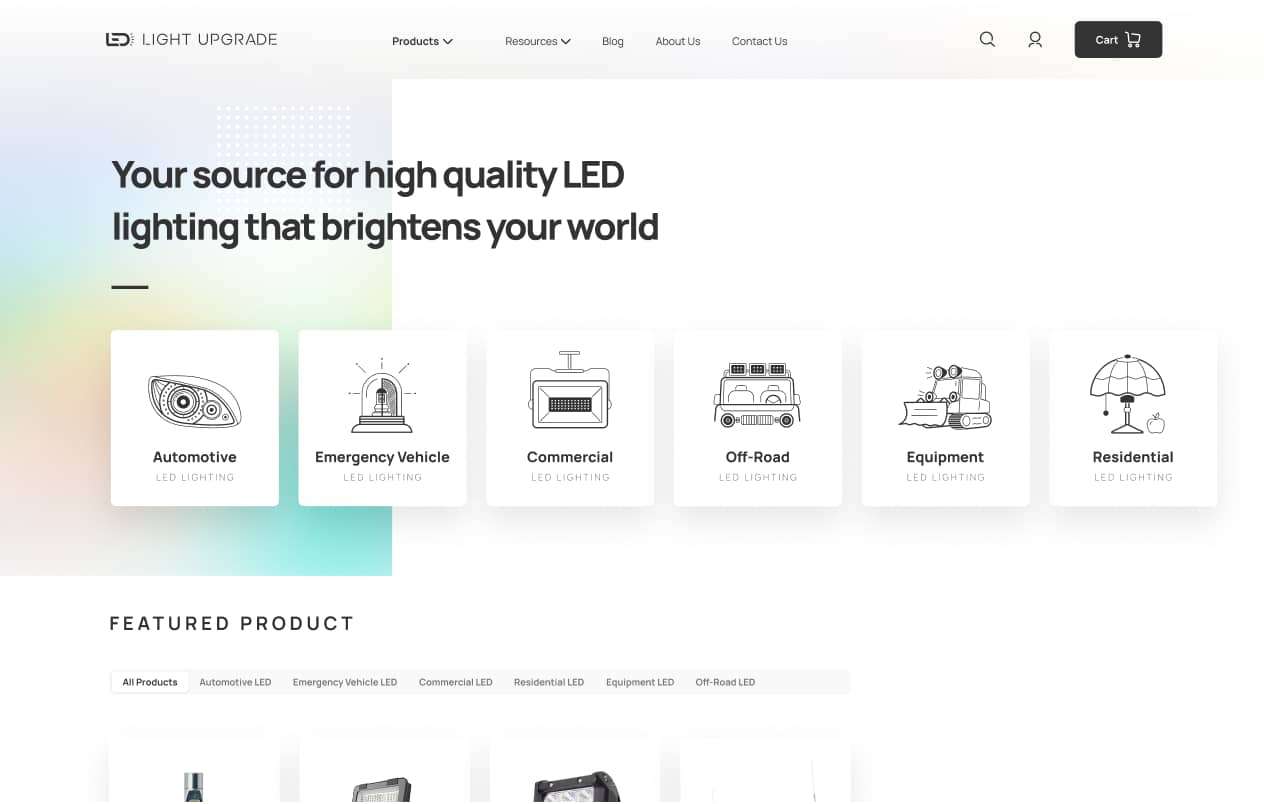 LED LIGHT UPGRADE
Products
Resources
Blog
About Us
Contact Us
Cart
Your source for high quality LED
lighting that brightens your world
Automotive
LED LIGHTING
Emergency Vehicle
LED LIGHTING
Commercial
LED LIGHTING
Off-Road
LED LIGHTING
Equipment
LED LIGHTING
Residential
LED LIGHTING
FEATURED PRODUCT
All Products
Automotive LED
Emergency Vehicle LED
Commercial LED
Residential LED
Equipment LED
Off-Road LED